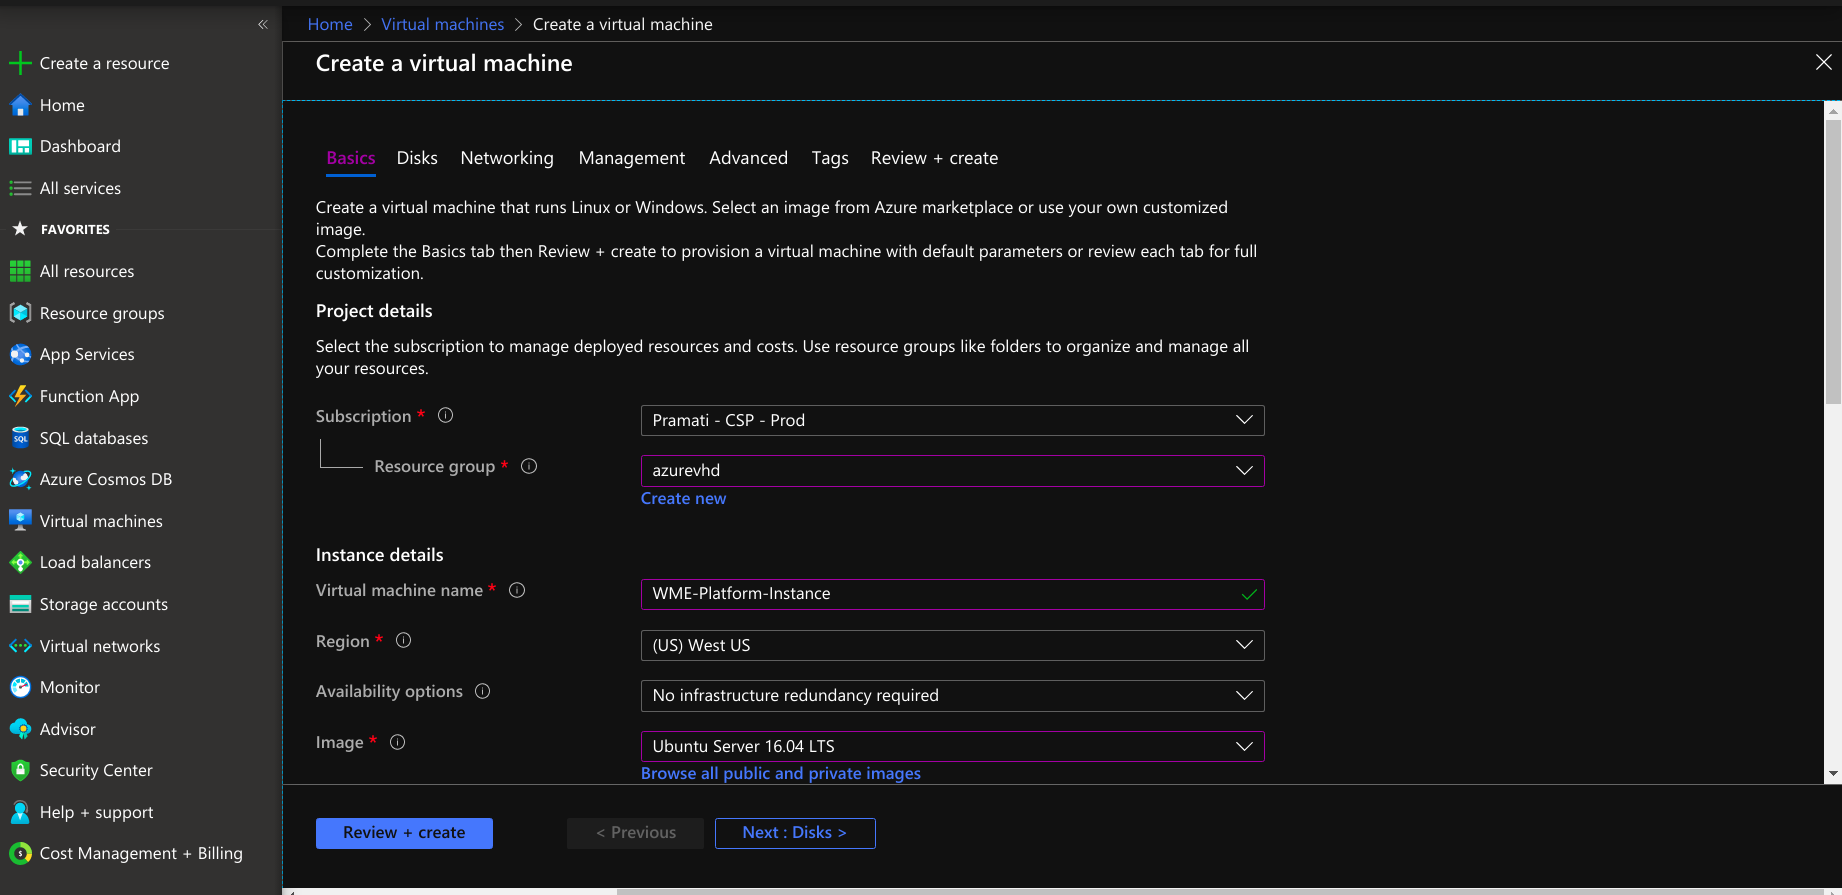 «
Create a resource
Home
Dashboard
All services
FAVORITES
All resources
Resource groups
App Services
Function App
SQL databases
Azure Cosmos DB
Virtual machines
Load balancers
Storage accounts
Virtual networks
Monitor
Advisor
Security Center
Help + support
Cost Management + Billing
Home > Virtual machines > Create a virtual machine
Create a virtual machine
Basics Disks Networking Management Advanced Tags Review + create
Create a virtual machine that runs Linux or Windows. Select an image from Azure marketplace or use your own customized
image.
Complete the Basics tab then Review + create to provision a virtual machine with default parameters or review each tab for full
customization.
Project details
Select the subscription to manage deployed resources and costs. Use resource groups like folders to organize and manage all
your resources.
Subscription * Pramati - CSP - Prod
Resource group * azurevhd
Create new
Instance details
Virtual machine name * WME-Platform-Instance
Region * (US) West US
Availability options No infrastructure redundancy required
Image * Ubuntu Server 16.04 LTS
Browse all public and private images
Review + create < Previous Next : Disks >